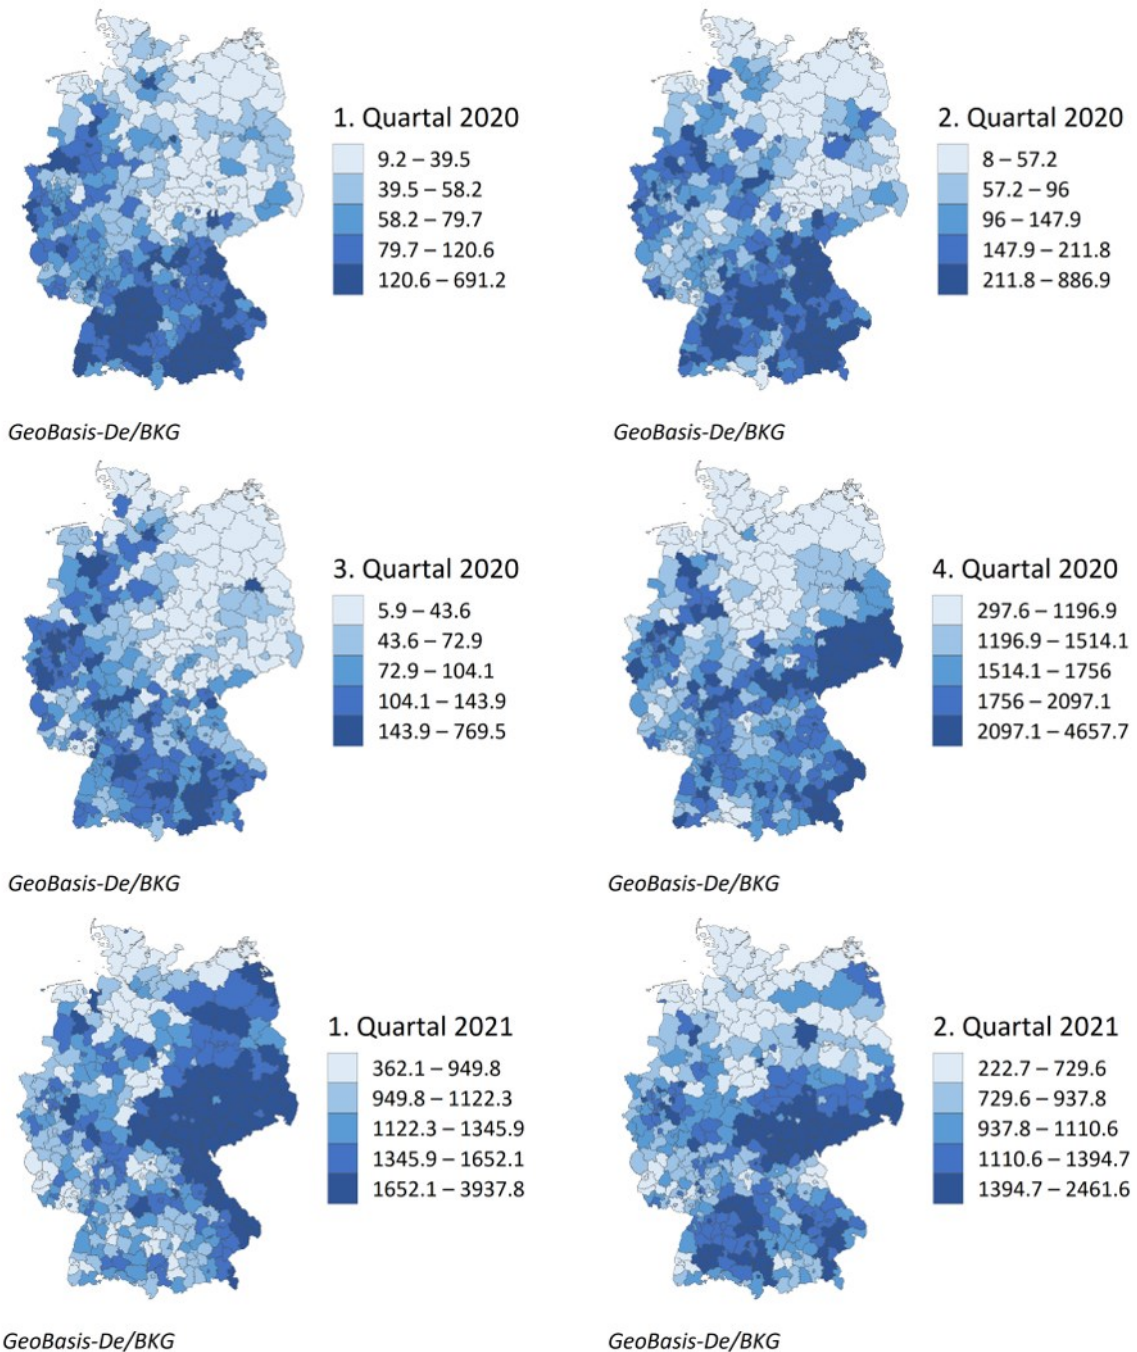 1. Quartal 2020
9.2 – 39.5
39.5 – 58.2
58.2 – 79.7
79.7 – 120.6
120.6 – 691.2
GeoBasis-De/BKG
2. Quartal 2020
8 – 57.2
57.2 – 96
96 – 147.9
147.9 – 211.8
211.8 – 886.9
GeoBasis-De/BKG
3. Quartal 2020
5.9 – 43.6
43.6 – 72.9
72.9 – 104.1
104.1 – 143.9
143.9 – 769.5
GeoBasis-De/BKG
4. Quartal 2020
297.6 – 1196.9
1196.9 – 1514.1
1514.1 – 1756
1756 – 2097.1
2097.1 – 4657.7
GeoBasis-De/BKG
1. Quartal 2021
362.1 – 949.8
949.8 – 1122.3
1122.3 – 1345.9
1345.9 – 1652.1
1652.1 – 3937.8
GeoBasis-De/BKG
2. Quartal 2021
222.7 – 729.6
729.6 – 937.8
937.8 – 1110.6
1110.6 – 1394.7
1394.7 – 2461.6
GeoBasis-De/BKG